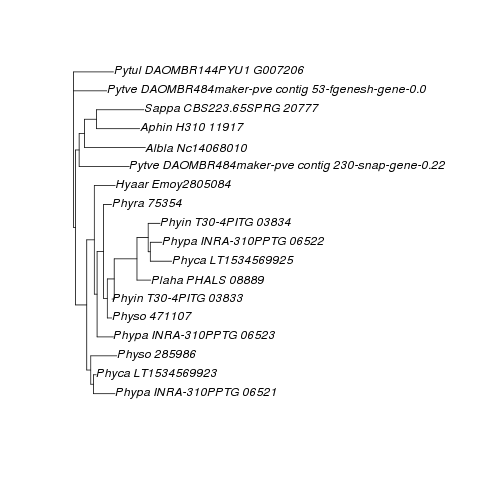 Pytul DAOMBR144PYU1 G007206
Pytve DAOMBR484maker-pve contig 53-fgenesh-gene-0.0
Sappa CBS223.65SPRG 20777
Aphin H310 11917
Albla Nc14068010
Pytve DAOMBR484maker-pve contig 230-snap-gene-0.22
Hyaar Emoy2805084
Phyra 75354
Phyin T30-4PITG 03834
Phypa INRA-310PPTG 06522
Phyca LT1534569925
Plaha PHALS 08889
Phyin T30-4PITG 03833
Physo 471107
Phypa INRA-310PPTG 06523
Physo 285986
Phyca LT1534569923
Phypa INRA-310PPTG 06521